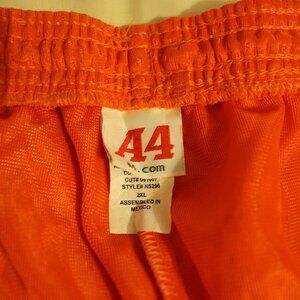 A4
.com
CUT#
STYLE# N5296
2XL
ASSEMBLED IN
MEXICO